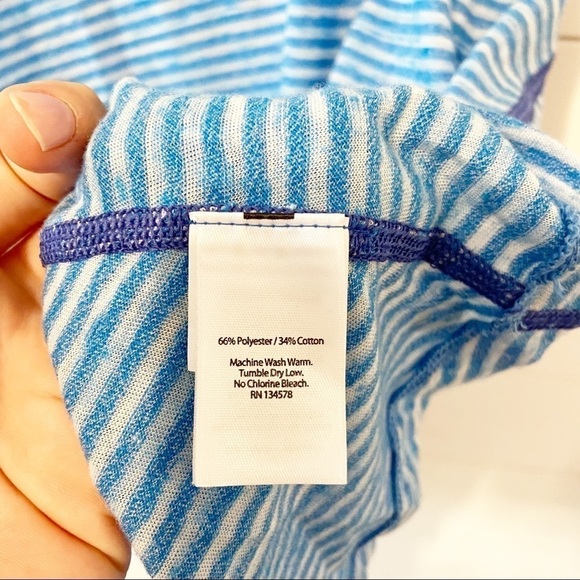 66% Polyester / 34% Cotton
Machine Wash Warm.
Tumble Dry Low.
No Chlorine Bleach.
RN 134578